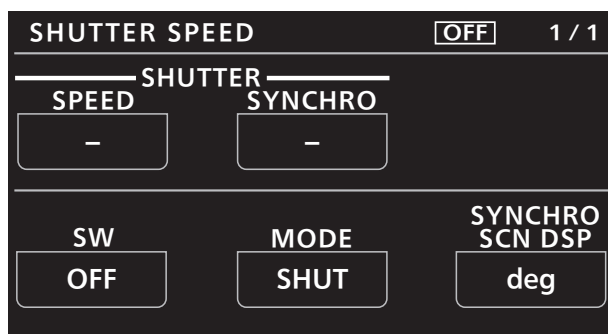 SHUTTER SPEED OFF 1 / 1
SHUTTER
SPEED SYNCHRO
– –
SW MODE SYNCHRO SCN DSP
OFF SHUT deg